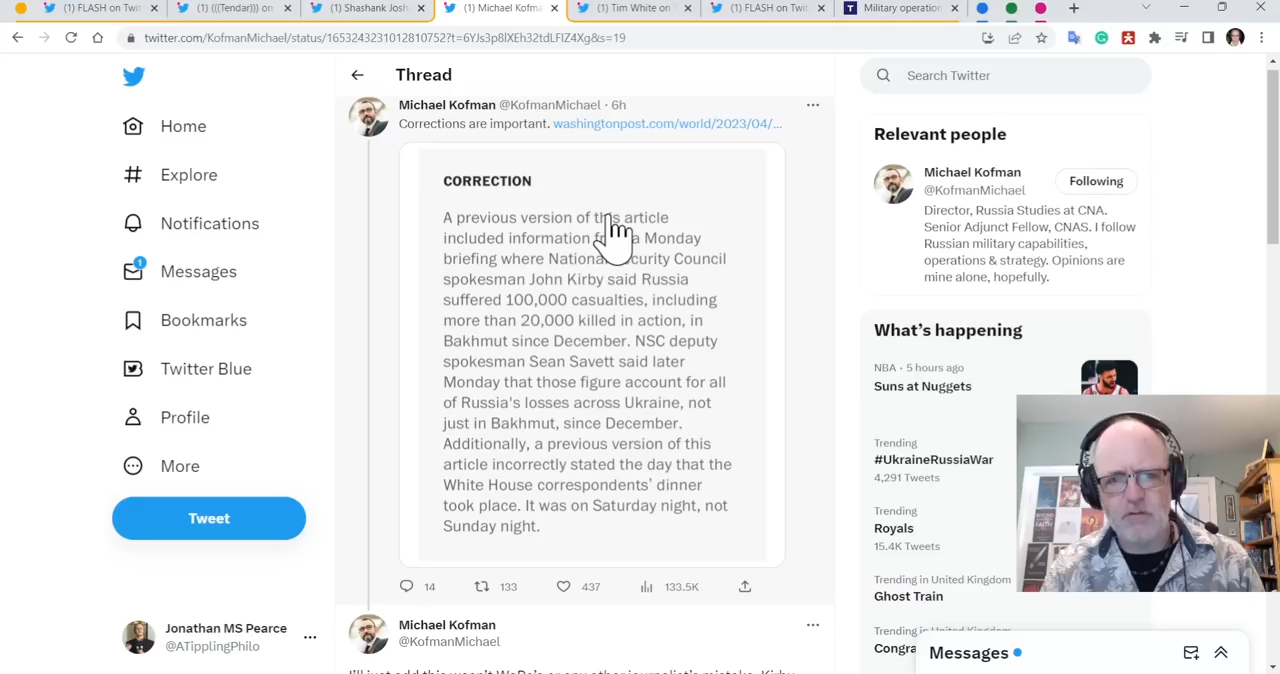 FLASH on Twi
(((Tendar))) on
Shashank Josh
(1) Michael Kofma
Tim White on T
FLASH on Twit
Military operation
twitter.com/KofmanMichael/status/1653243231012810752?t=6YJs3p8lXEh32tdLFIZ4Xg&s=19
Home
Explore
Notifications
1
Messages
Bookmarks
Twitter Blue
Profile
More
Tweet
Jonathan MS Pearce
@ATipplingPhilo
Thread
Michael Kofman @KofmanMichael · 6h
Corrections are important. washingtonpost.com/world/2023/04/...
CORRECTION
A previous version of this article
included information a Monday
briefing where National Security Council
spokesman John Kirby said Russia
suffered 100,000 casualties, including
more than 20,000 killed in action, in
Bakhmut since December. NSC deputy
spokesman Sean Savett said later
Monday that those figure account for all
of Russia's losses across Ukraine, not
just in Bakhmut, since December.
Additionally, a previous version of this
article incorrectly stated the day that the
White House correspondents' dinner
took place. It was on Saturday night, not
Sunday night.
14
133
437
133.5K
Michael Kofman
@KofmanMichael
Search Twitter
Relevant people
Michael Kofman
@KofmanMichael
Following
Director, Russia Studies at CNA.
Senior Adjunct Fellow, CNAS. I follow
Russian military capabilities,
operations & strategy. Opinions are
mine alone, hopefully.
What's happening
NBA · 5 hours ago
Suns at Nuggets
Trending
#UkraineRussiaWar
4,291 Tweets
Trending
Royals
15.4K Tweets
Trending in United Kingdom
Ghost Train
Trending in United Kingdom
Congra
Messages